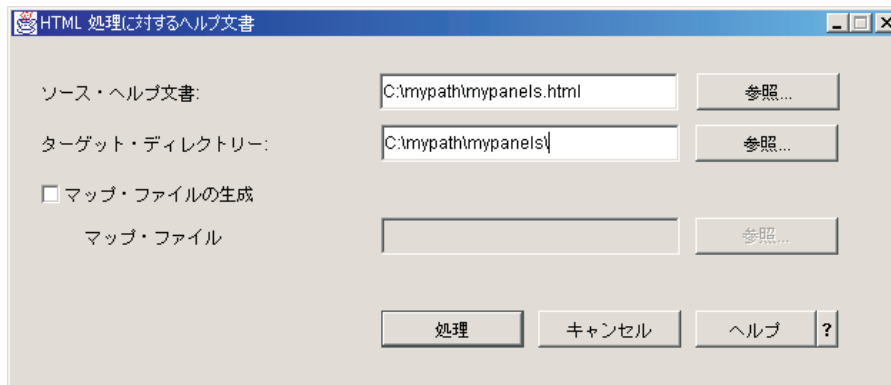 HTML 処理に対するヘルプ文書
ソース・ヘルプ文書: C:\mypath\mypanels.html 参照...
ターゲット・ディレクトリー: C:\mypath\mypanels\ 参照...
マップ・ファイルの生成
マップ・ファイル 参照...
処理 キャンセル ヘルプ ?